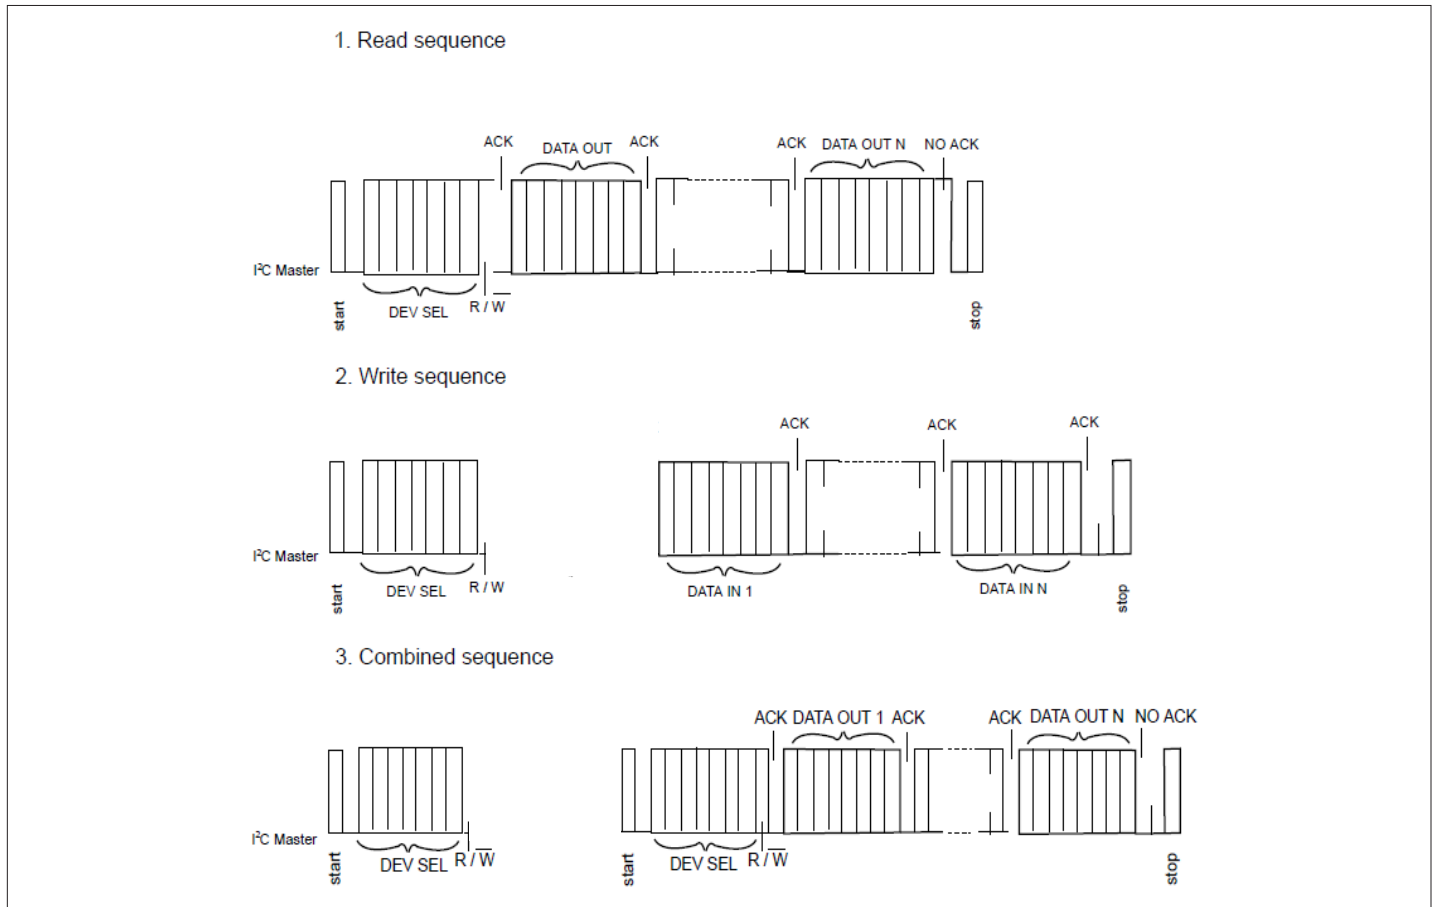 1. Read sequence
ACK DATA OUT ACK ACK DATA OUT N NO ACK
I²C Master
start DEV SEL R / W stop
2. Write sequence
ACK ACK ACK
I²C Master
start DEV SEL R / W DATA IN 1 DATA IN N stop
3. Combined sequence
ACK DATA OUT 1 ACK ACK DATA OUT N NO ACK
I²C Master
start DEV SEL R / W start DEV SEL R / W stop